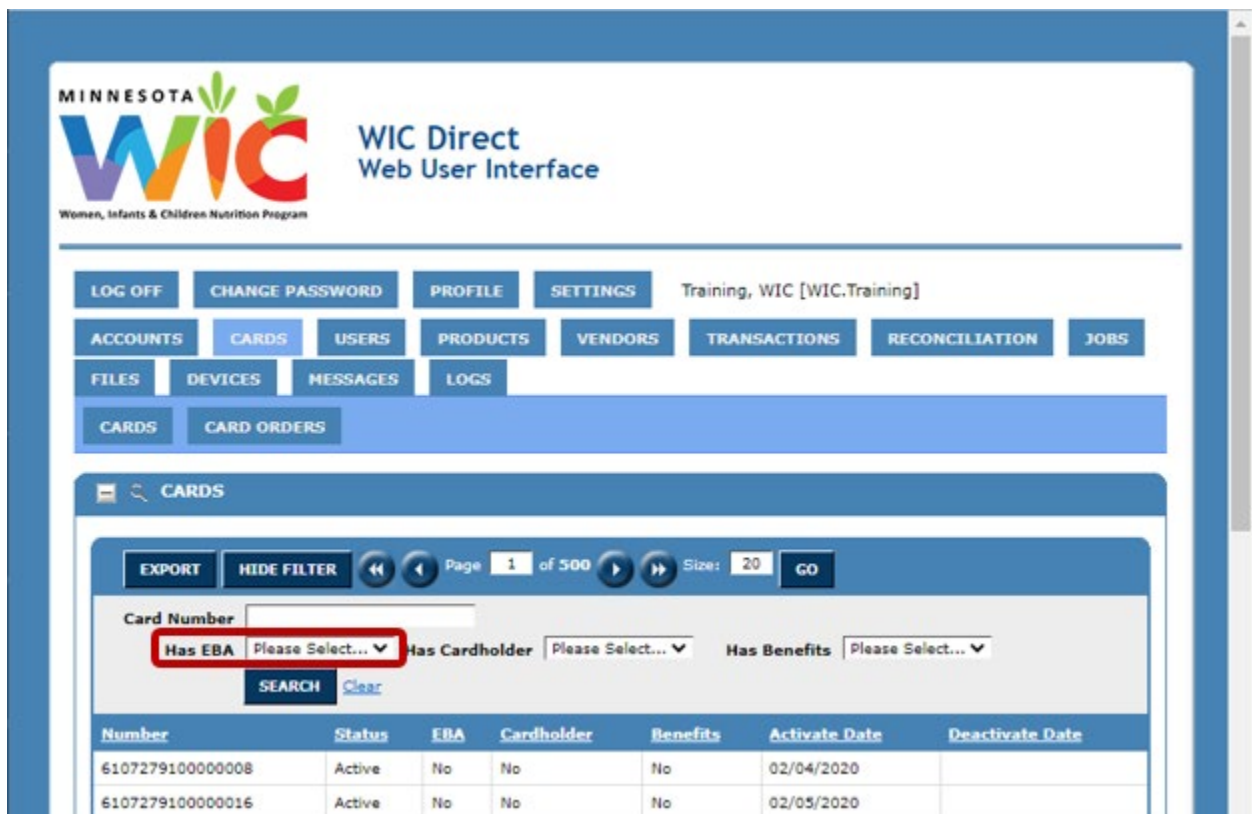 MINNESOTA
WIC
Women, Infants & Children Nutrition Program
WIC Direct
Web User Interface
LOG OFF CHANGE PASSWORD PROFILE SETTINGS Training, WIC [WIC.Training]
ACCOUNTS CARDS USERS PRODUCTS VENDORS TRANSACTIONS RECONCILIATION JOBS
FILES DEVICES MESSAGES LOGS
CARDS CARD ORDERS
CARDS
EXPORT HIDE FILTER Page 1 of 500 Size: 20 GO
Card Number
Has EBA Please Select... Has Cardholder Please Select... Has Benefits Please Select...
SEARCH Clear
Number Status EBA Cardholder Benefits Activate Date Deactivate Date
6107279100000008 Active No No No 02/04/2020
6107279100000016 Active No No No 02/05/2020